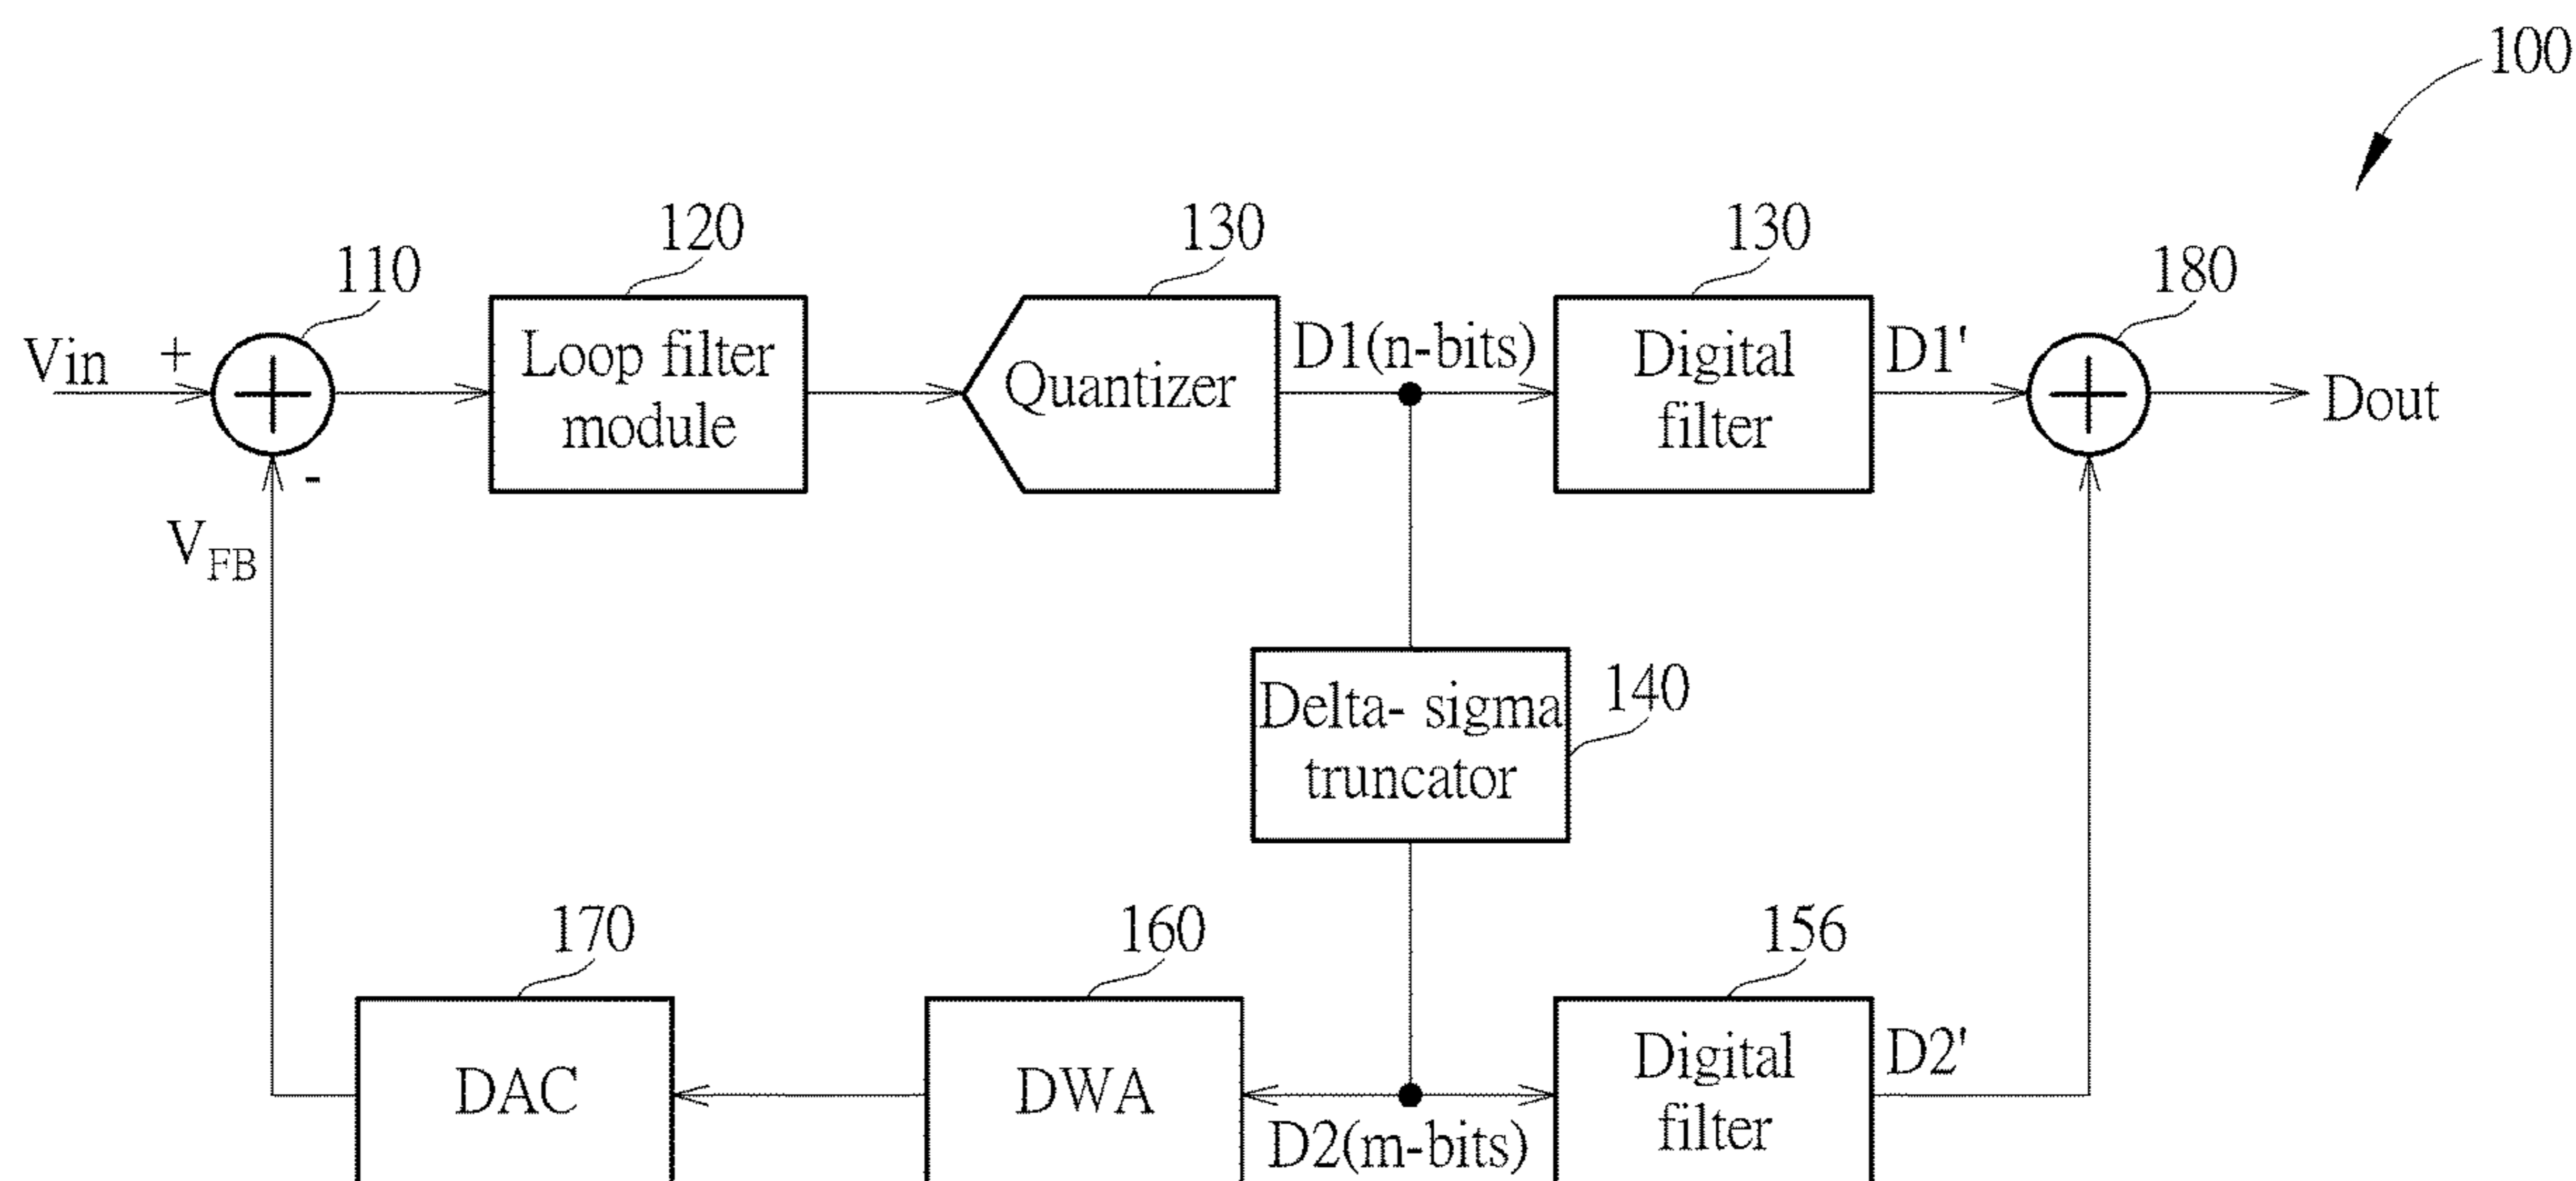 100
120
130
130
110
180
Vin
+
Loop filter
module
Quantizer
D1(n-bits)
Digital
filter
D1'
Dout
-
V_FB
Delta- sigma
truncator
140
170
160
156
DAC
DWA
D2(m-bits)
Digital
filter
D2'